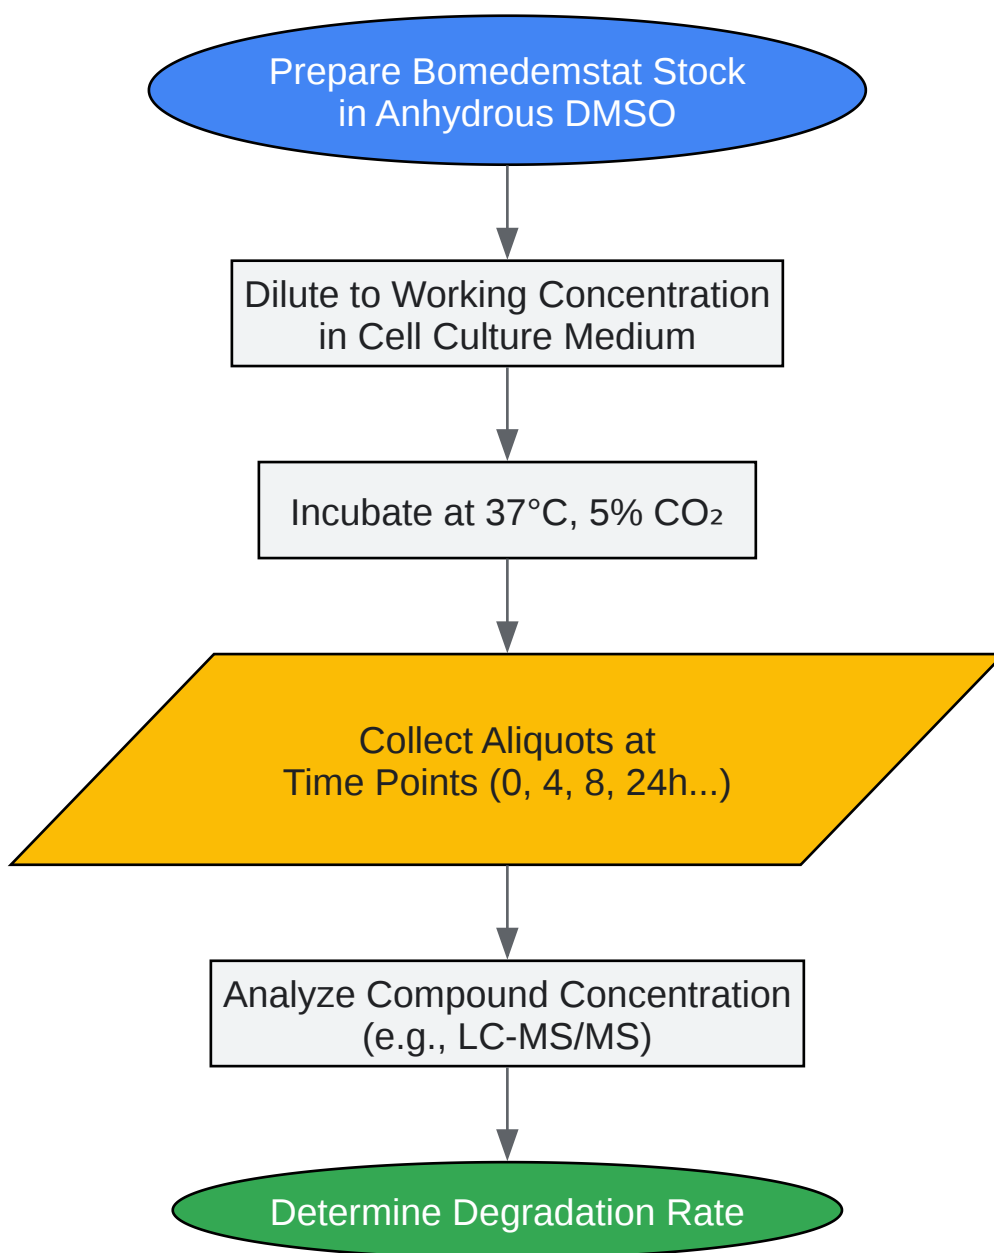 Prepare Bomedemstat Stock
in Anhydrous DMSO
Dilute to Working Concentration
in Cell Culture Medium
Incubate at 37°C, 5% CO₂
Collect Aliquots at
Time Points (0, 4, 8, 24h...)
Analyze Compound Concentration
(e.g., LC-MS/MS)
Determine Degradation Rate